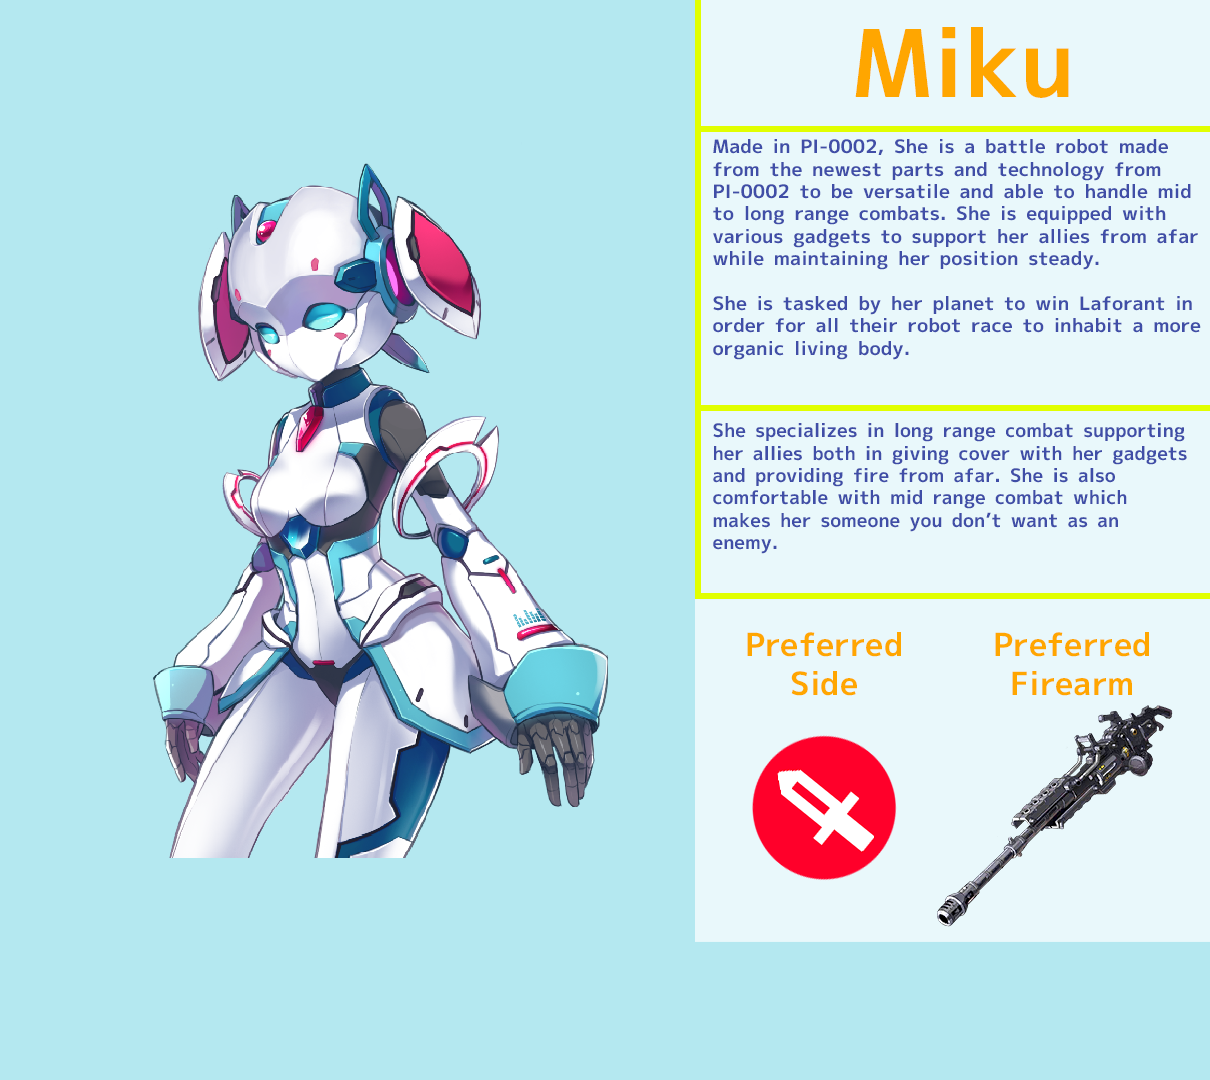 Miku
Made in PI-0002, She is a battle robot made
from the newest parts and technology from
PI-0002 to be versatile and able to handle mid
to long range combats. She is equipped with
various gadgets to support her allies from afar
while maintaining her position steady.
She is tasked by her planet to win Laforant in
order for all their robot race to inhabit a more
organic living body.
She specializes in long range combat supporting
her allies both in giving cover with her gadgets
and providing fire from afar. She is also
comfortable with mid range combat which
makes her someone you don’t want as an
enemy.
Preferred
Side
Preferred
Firearm